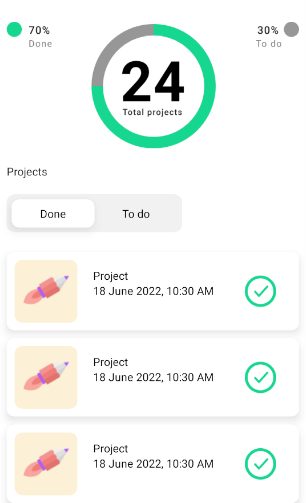 70%
Done
30%
To do
24
Total projects
Projects
Done
To do
Project
18 June 2022, 10:30 AM
Project
18 June 2022, 10:30 AM
Project
18 June 2022, 10:30 AM